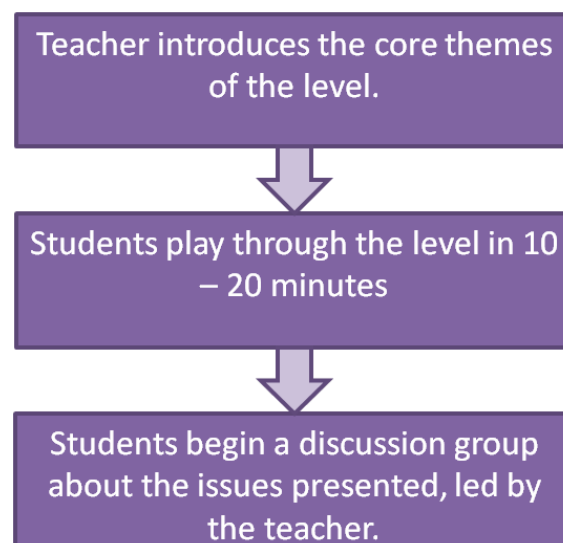 Teacher introduces the core themes
of the level.
Students play through the level in 10
– 20 minutes
Students begin a discussion group
about the issues presented, led by
the teacher.